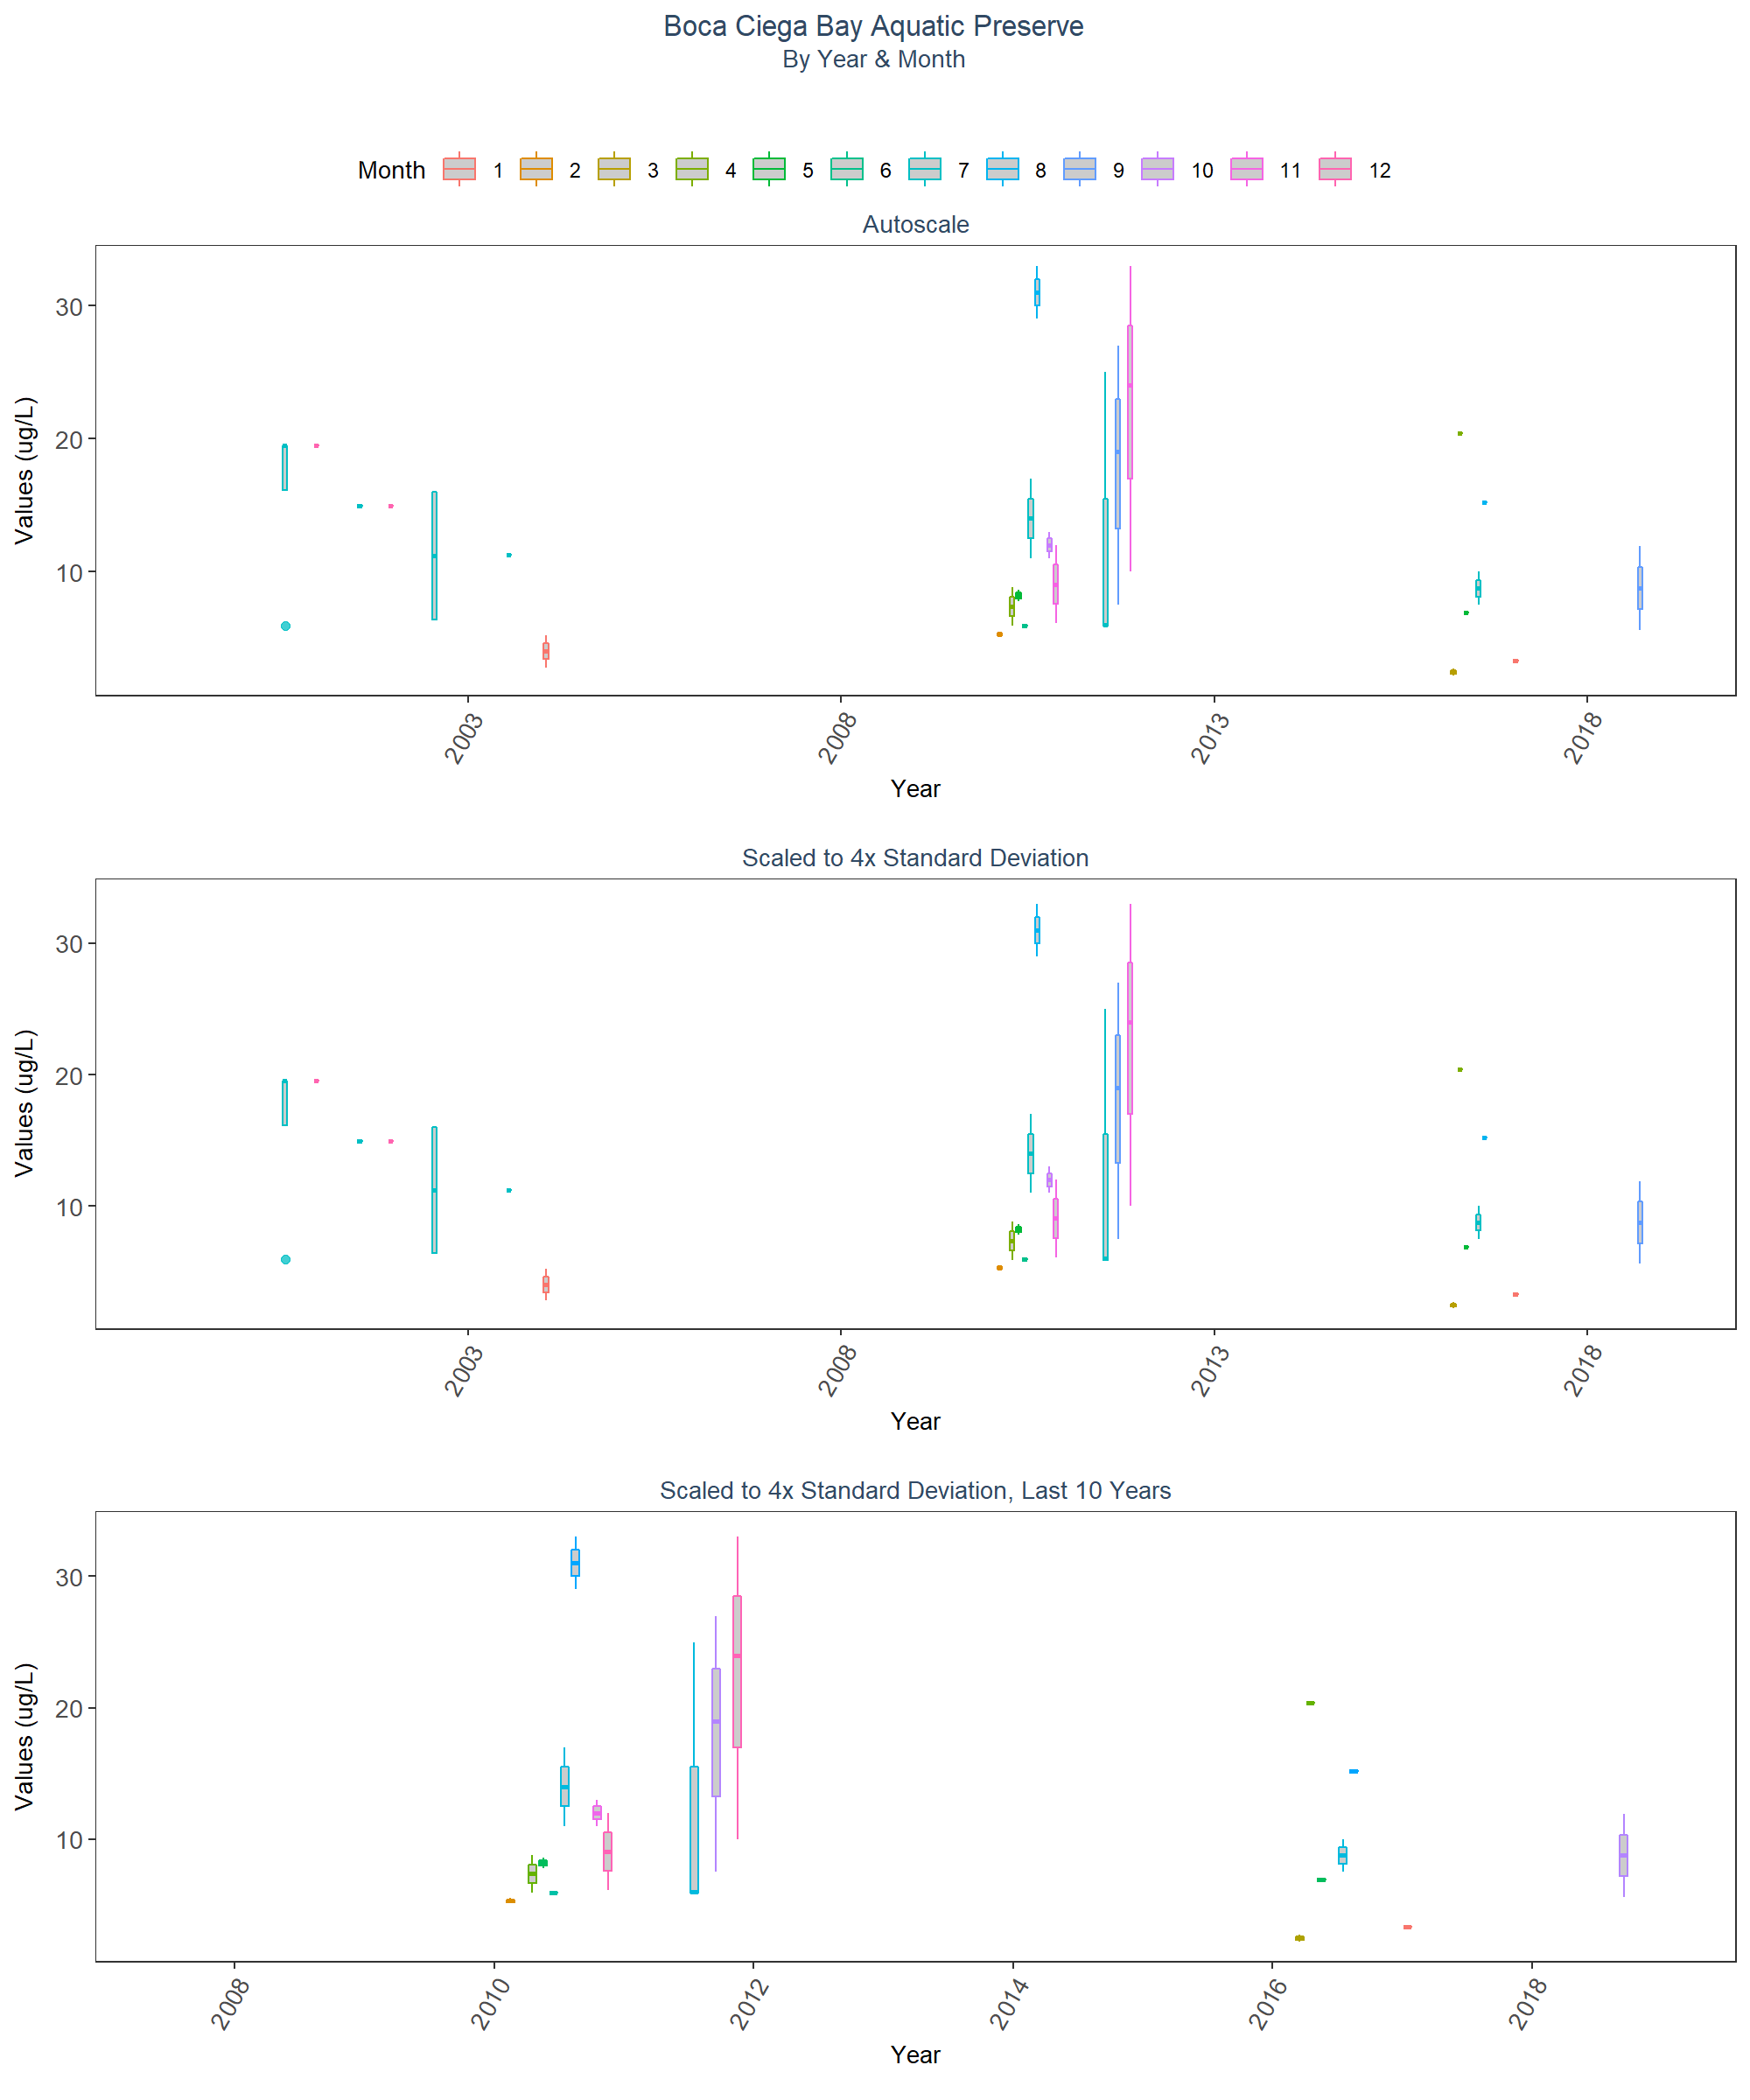 Boca Ciega Bay Aquatic Preserve
By Year & Month
Month 1 2 3 4 5 6 7 8 9 10 11 12
Autoscale
Values (ug/L)
30
20
10
2003 2008 2013 2018
Year
Scaled to 4x Standard Deviation
Values (ug/L)
30
20
10
2003 2008 2013 2018
Year
Scaled to 4x Standard Deviation, Last 10 Years
Values (ug/L)
30
20
10
2008 2010 2012 2014 2016 2018
Year